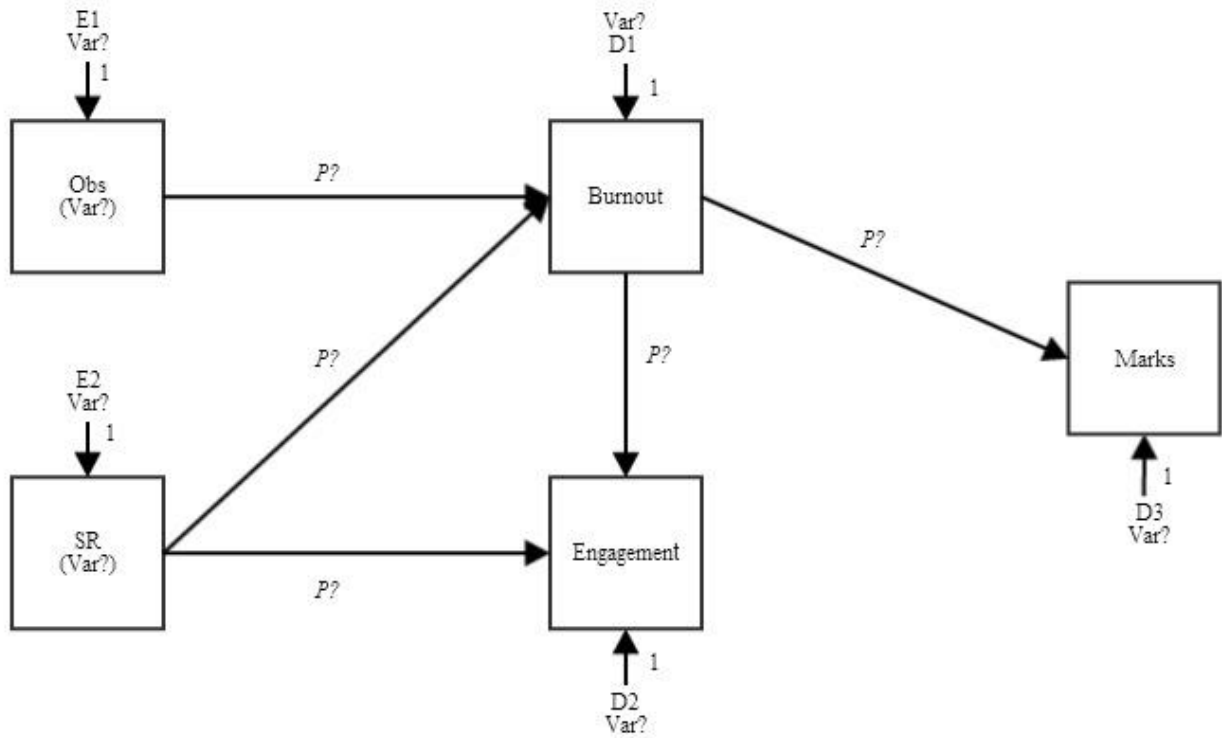 E1
Var?
1
Var?
D1
1
Obs
(Var?)
P?
Burnout
P?
Marks
1
D3
Var?
P?
P?
E2
Var?
1
SR
(Var?)
P?
Engagement
1
D2
Var?